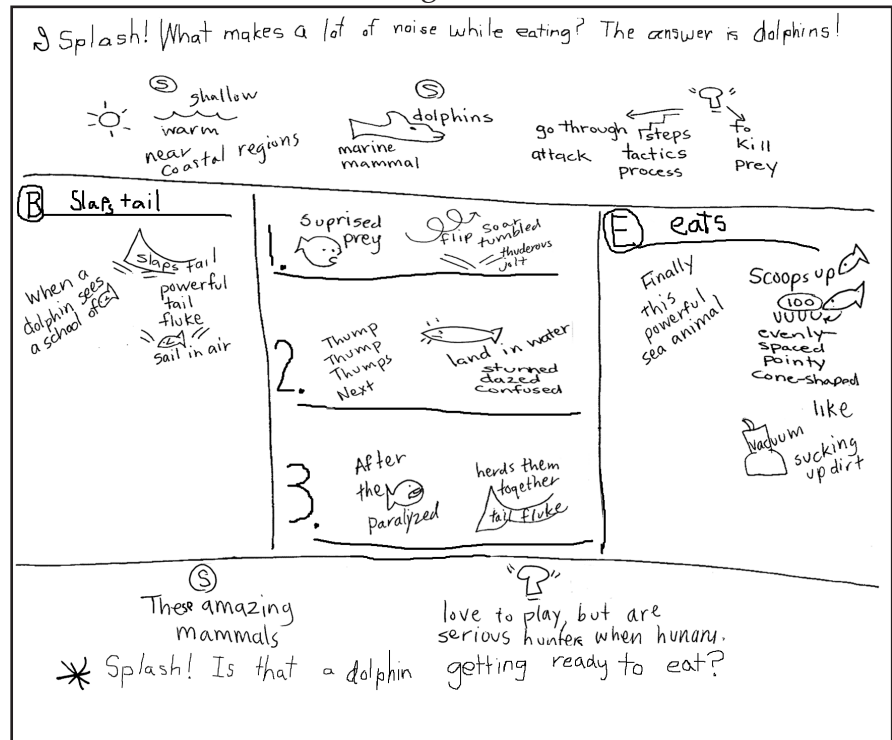 Splash! What makes a lot of noise while eating? The answer is dolphins!
S
shallow
warm
near
coastal regions
S
dolphins
marine
mammal
go through
attack
steps
tactics
process
to
kill
prey
B Slaps tail
when a
dolphin sees
a school of
slaps tail
powerful
tail
fluke
sail in air
1.
Suprised
prey
flip soar
tumbled
thuderous
jolt
2.
Thump
Thump
Thumps
Next
land in water
stunned
dazed
confused
3.
After
the
paralyzed
herds them
together
tail fluke
E eats
Finally
this
powerful
sea animal
Scoops up
100
evenly
spaced
pointy
cone-shaped
like
vacuum
sucking
up dirt
S
These amazing
mammals
love to play, but are
serious hunters when hungry.
Splash! Is that a dolphin getting ready to eat?